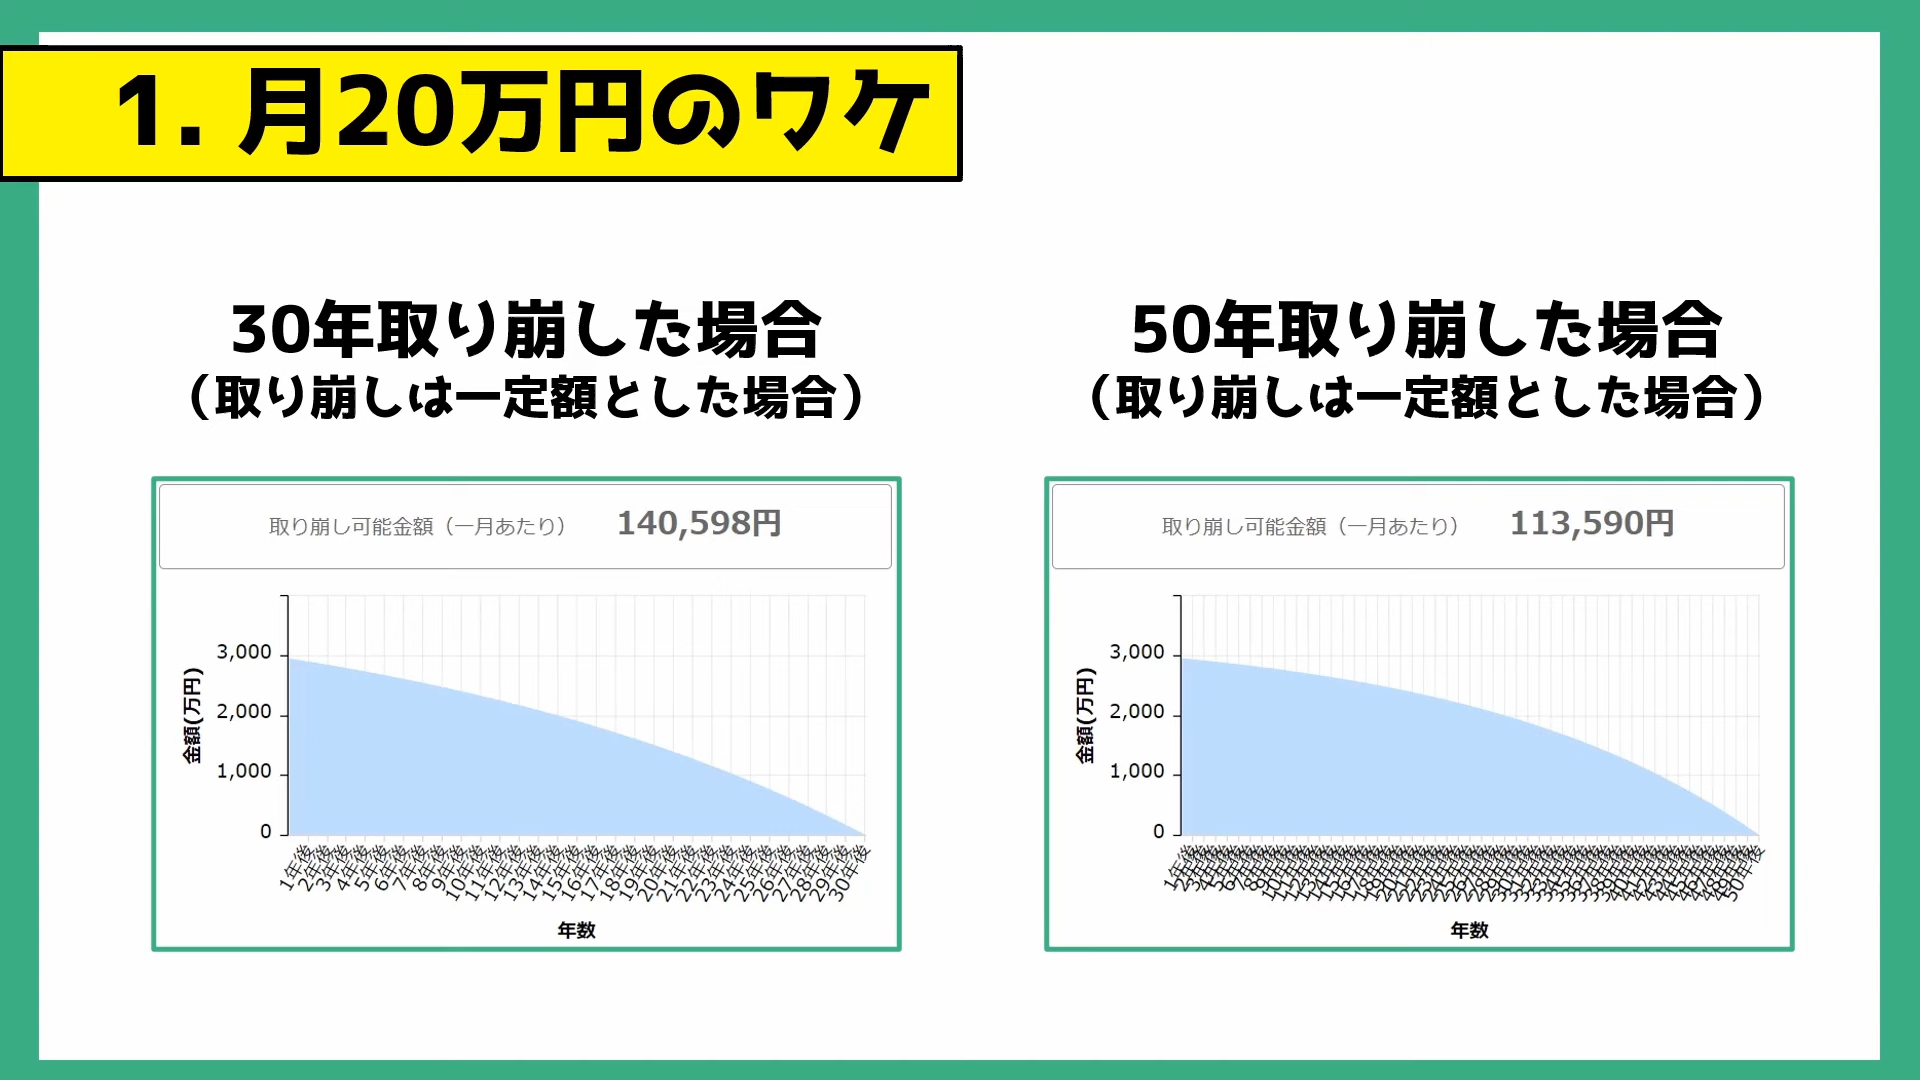 1. 月20万円のワケ
30年取り崩した場合
（取り崩しは一定額とした場合）
取り崩し可能金額（一月あたり） 140,598円
3,000
2,000
1,000
0
金額(万円)
1年後 2年後 3年後 4年後 5年後 6年後 7年後 8年後 9年後 10年後 11年後 12年後 13年後 14年後 15年後 16年後 17年後 18年後 19年後 20年後 21年後 22年後 23年後 24年後 25年後 26年後 27年後 28年後 29年後 30年後
年数
50年取り崩した場合
（取り崩しは一定額とした場合）
取り崩し可能金額（一月あたり） 113,590円
3,000
2,000
1,000
0
金額(万円)
1年後 50年後
年数